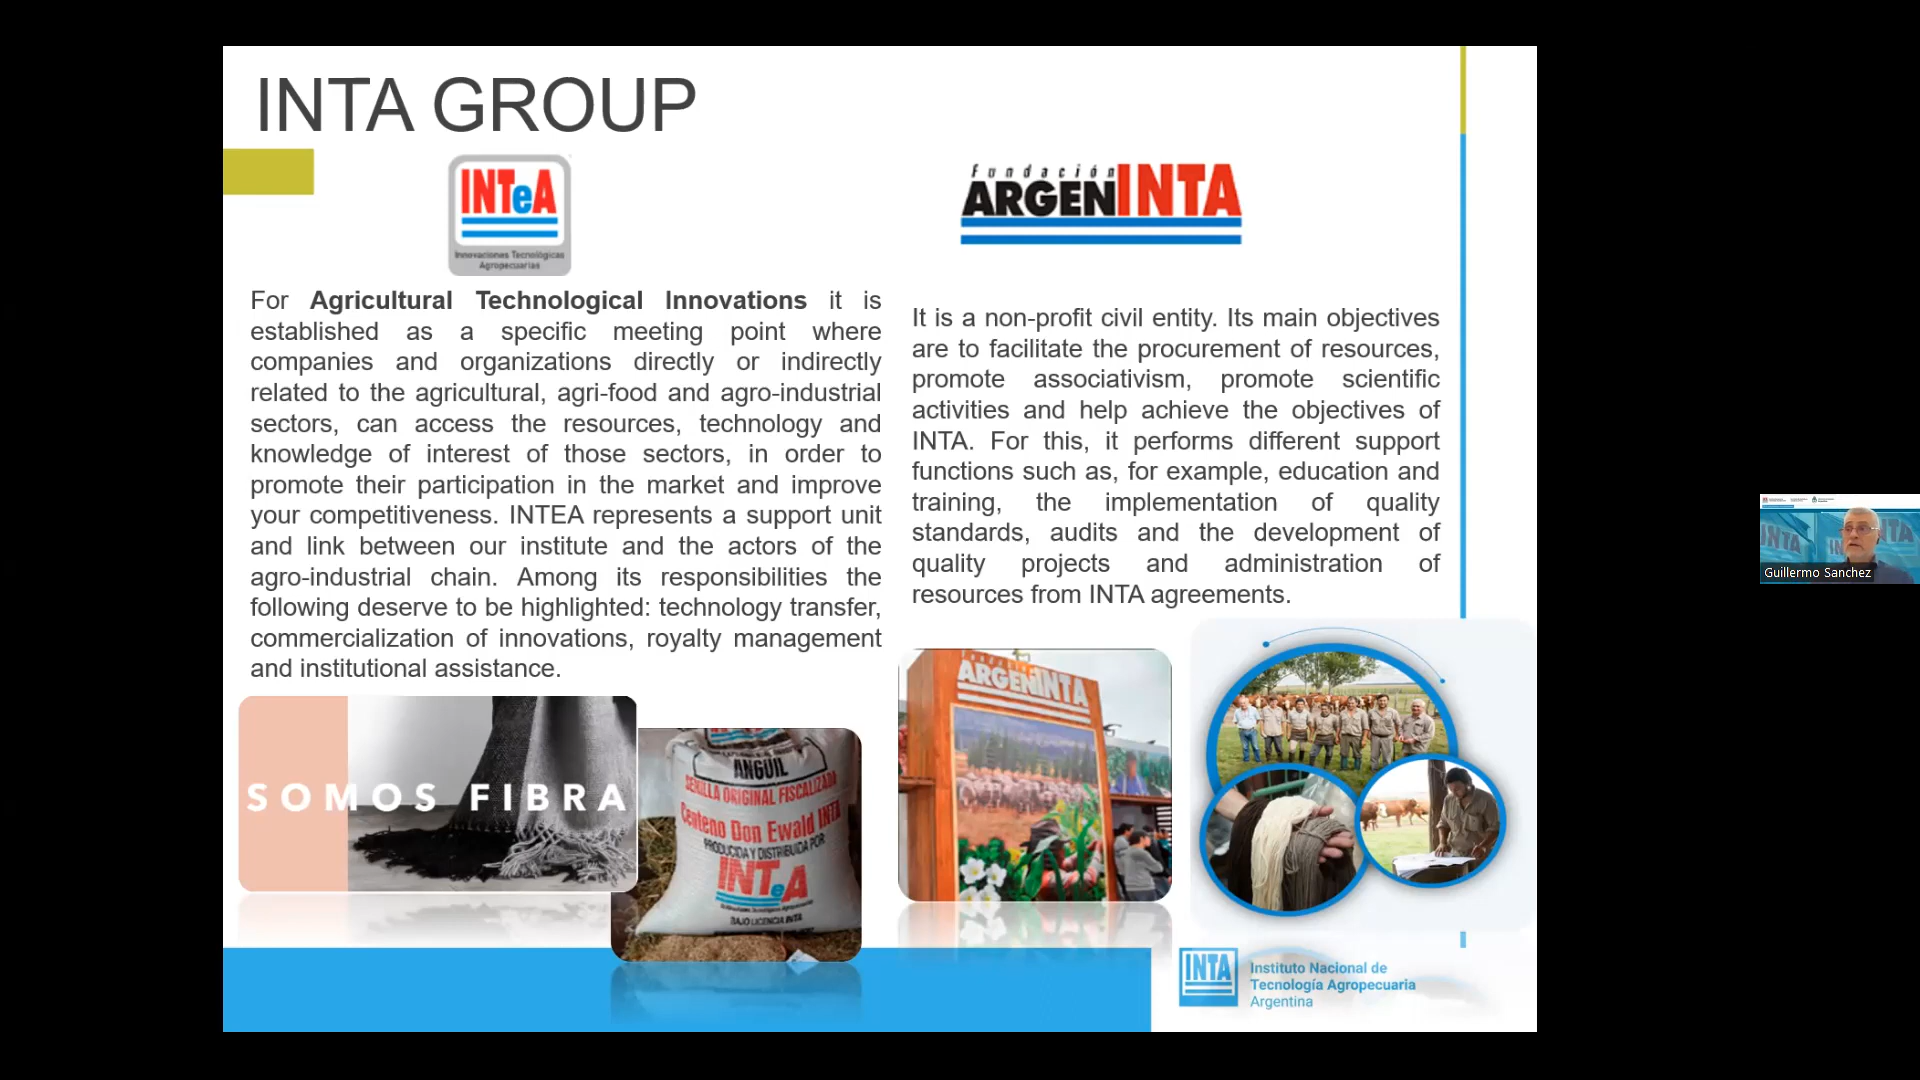 INTA GROUP
INTeA
Innovaciones Tecnológicas
Agropecuarias
For Agricultural Technological Innovations it is
established as a specific meeting point where
companies and organizations directly or indirectly
related to the agricultural, agri-food and agro-industrial
sectors, can access the resources, technology and
knowledge of interest of those sectors, in order to
promote their participation in the market and improve
your competitiveness. INTEA represents a support unit
and link between our institute and the actors of the
agro-industrial chain. Among its responsibilities the
following deserve to be highlighted: technology transfer,
commercialization of innovations, royalty management
and institutional assistance.
Fundación
ARGENINTA
It is a non-profit civil entity. Its main objectives
are to facilitate the procurement of resources,
promote associativism, promote scientific
activities and help achieve the objectives of
INTA. For this, it performs different support
functions such as, for example, education and
training, the implementation of quality
standards, audits and the development of
quality projects and administration of
resources from INTA agreements.
SOMOS FIBRA
ANGUIL
SEMILLA ORIGINAL FISCALIZADA
Centeno Don Ewald INTA
PRODUCIDA Y DISTRIBUIDA POR
INTeA
BAJO LICENCIA INTA
Fundación
ARGENINTA
INTA
Instituto Nacional de
Tecnología Agropecuaria
Argentina
INTA
Guillermo Sanchez